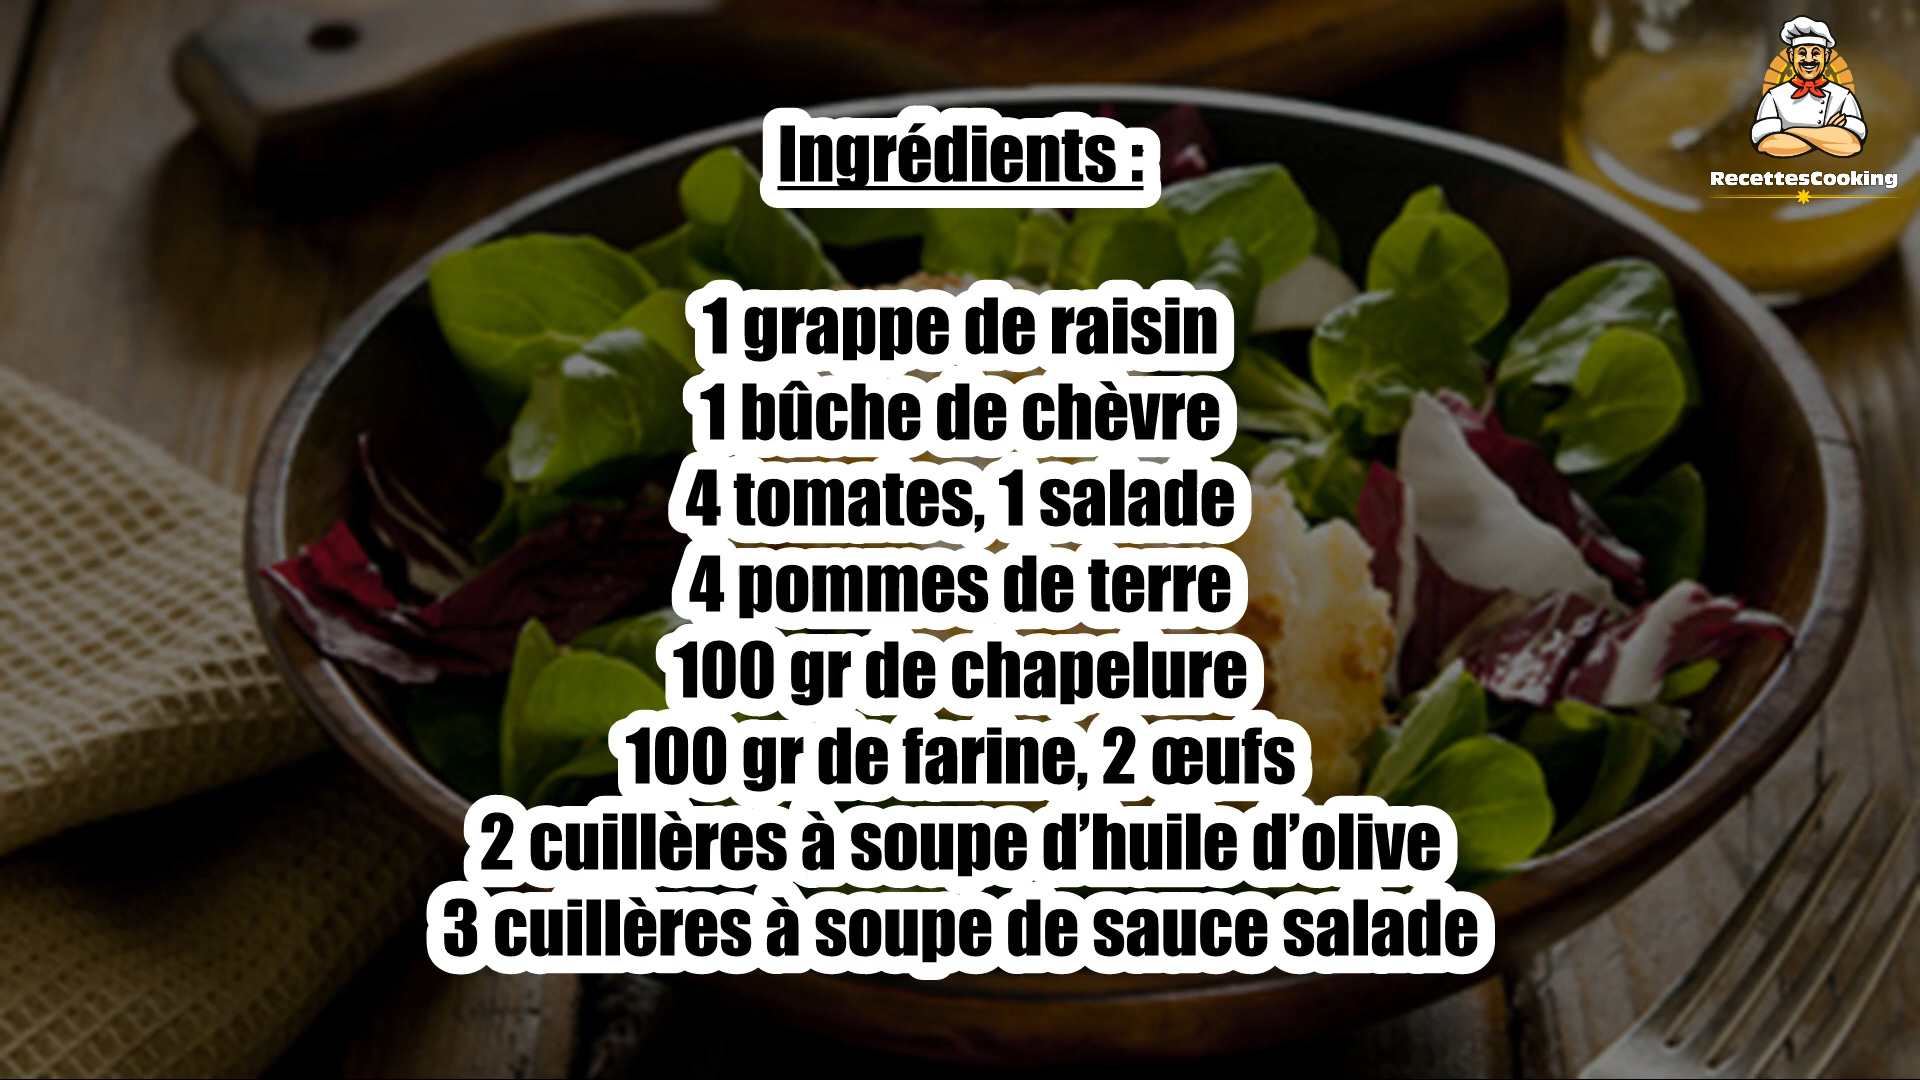 RecettesCooking
Ingrédients :
1 grappe de raisin
1 bûche de chèvre
4 tomates, 1 salade
4 pommes de terre
100 gr de chapelure
100 gr de farine, 2 œufs
2 cuillères à soupe d’huile d’olive
3 cuillères à soupe de sauce salade